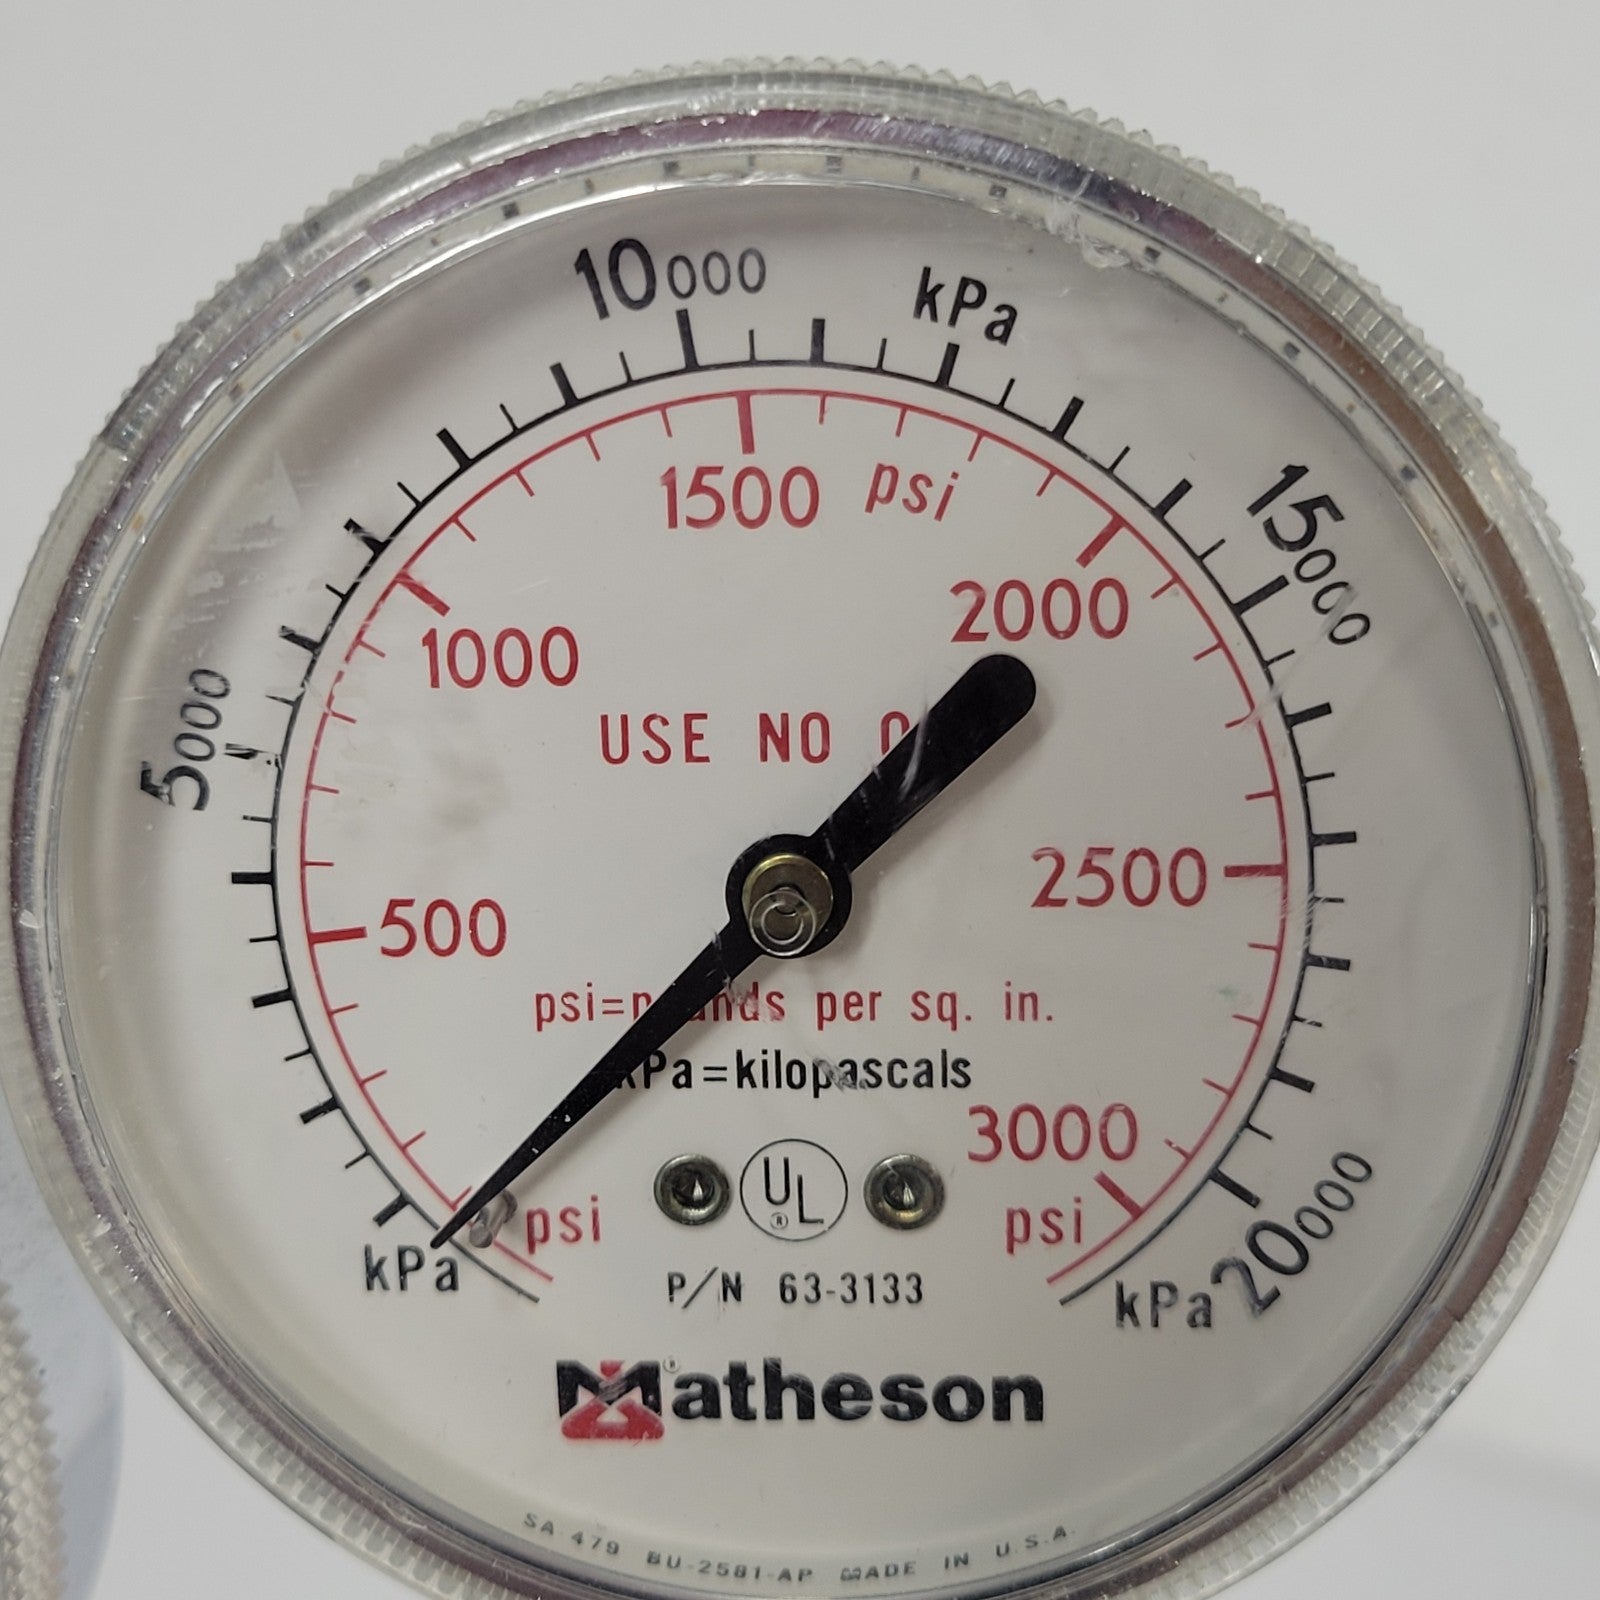 10000
kPa
15000
1500 psi
2000
1000
5000
USE NO
2500
500
psi= per sq. in.
kPa=kilopascals
3000
UL
®
psi
psi
kPa
kPa
20000
P/N 63-3133
Matheson
®
SA-479 BU-2581-AP MADE IN U.S.A.